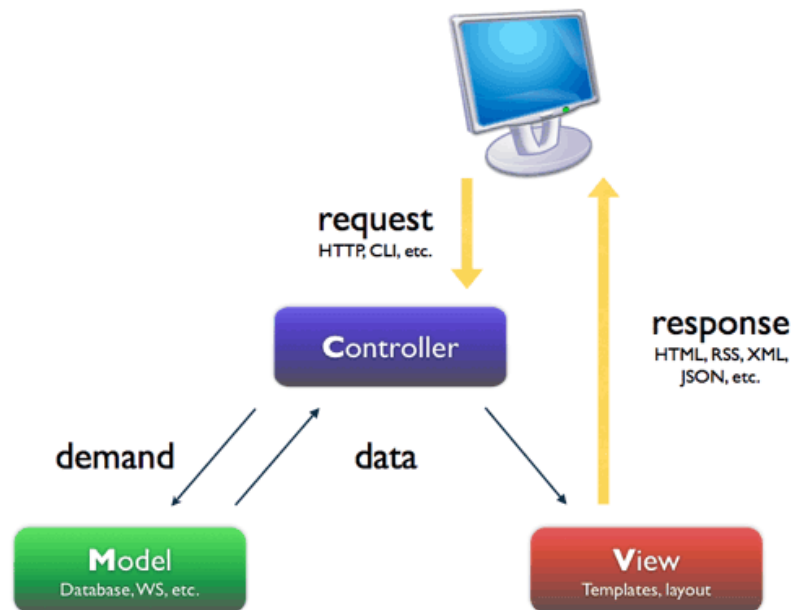 request
HTTP, CLI, etc.
Controller
response
HTML, RSS, XML,
JSON, etc.
demand
data
Model
Database, WS, etc.
View
Templates, layout